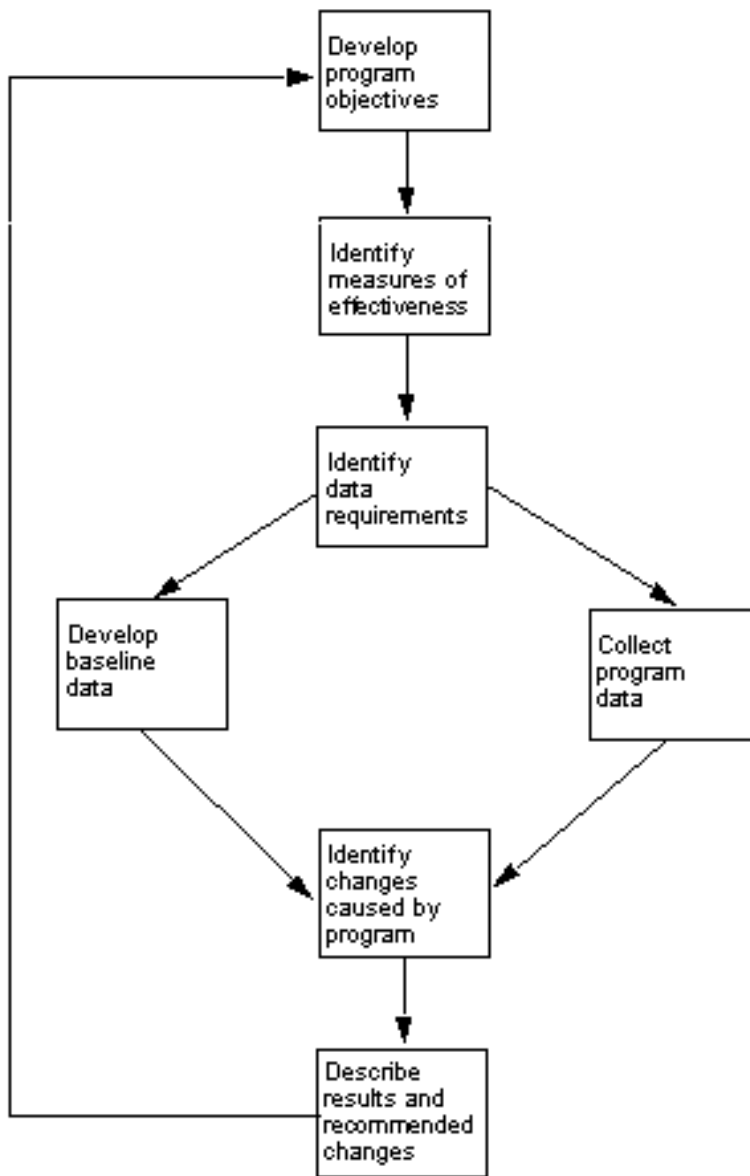 Develop
program
objectives
Identify
measures of
effectiveness
Identify
data
requirements
Develop
baseline
data
Collect
program
data
Identify
changes
caused by
program
Describe
results and
recommended
changes